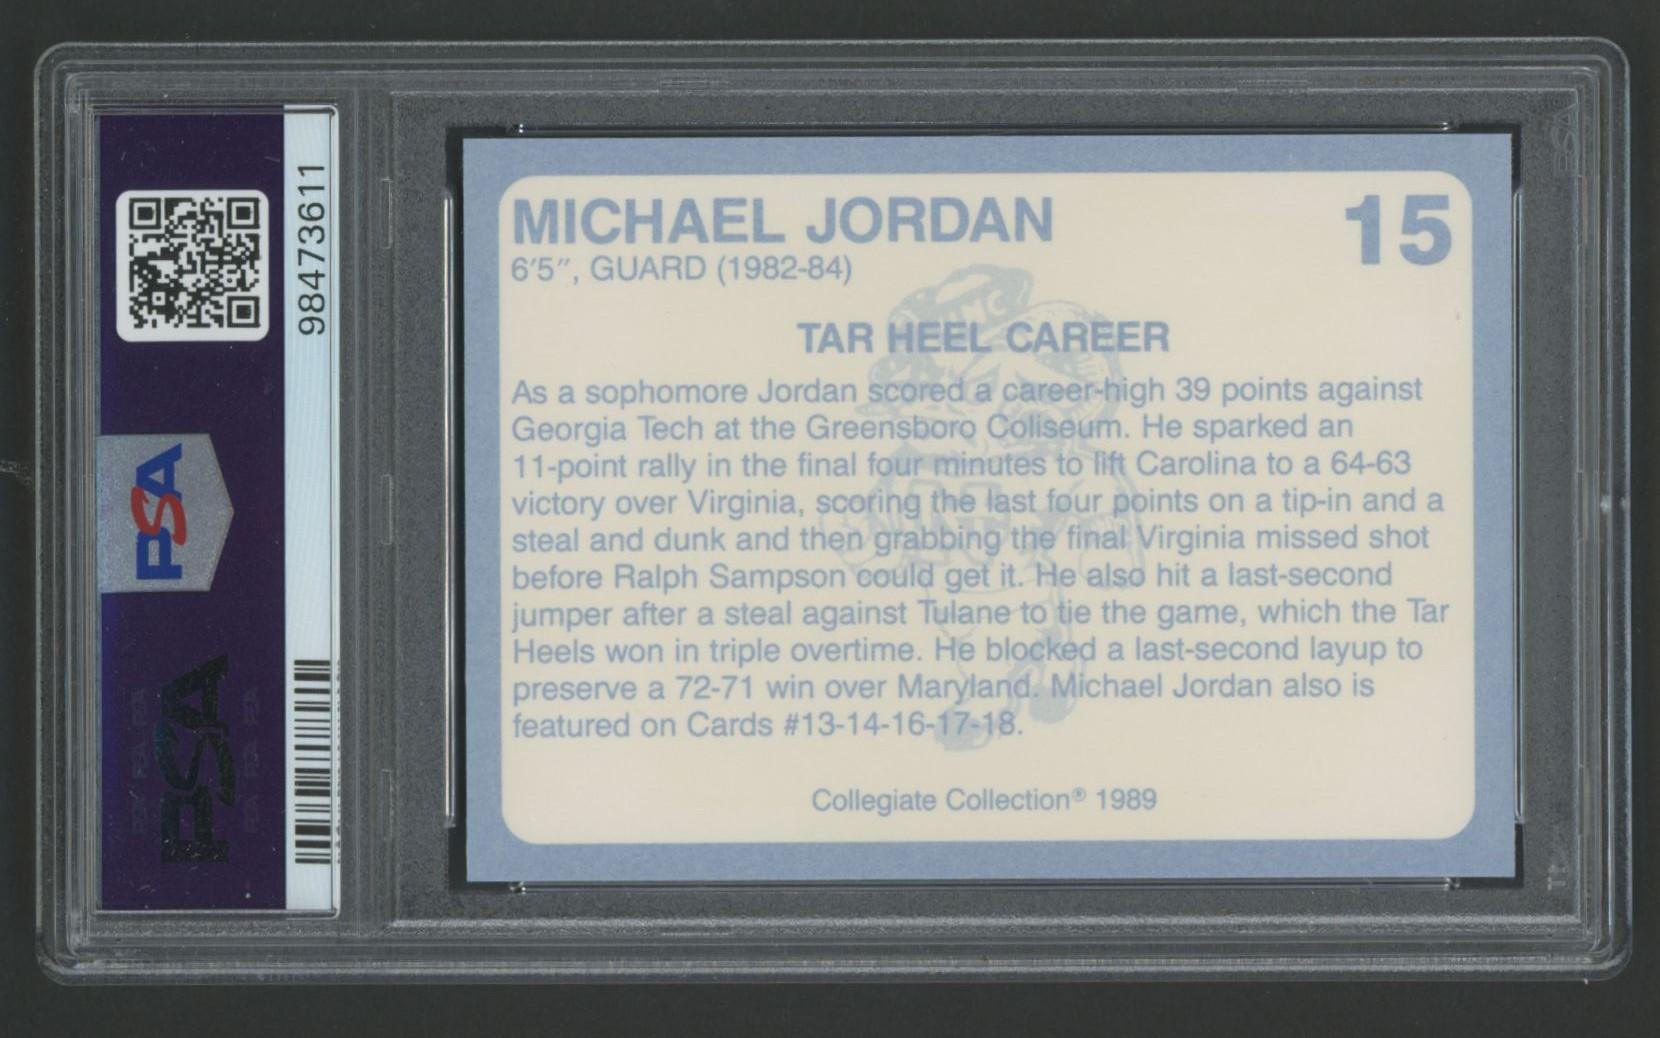 98473611
PSA
PSA
MICHAEL JORDAN
15
6'5", GUARD (1982-84)
TAR HEEL CAREER
As a sophomore Jordan scored a career-high 39 points against
Georgia Tech at the Greensboro Coliseum. He sparked an
11-point rally in the final four minutes to lift Carolina to a 64-63
victory over Virginia, scoring the last four points on a tip-in and a
steal and dunk and then grabbing the final Virginia missed shot
before Ralph Sampson could get it. He also hit a last-second
jumper after a steal against Tulane to tie the game, which the Tar
Heels won in triple overtime. He blocked a last-second layup to
preserve a 72-71 win over Maryland. Michael Jordan also is
featured on Cards #13-14-16-17-18.
Collegiate Collection® 1989
PSA